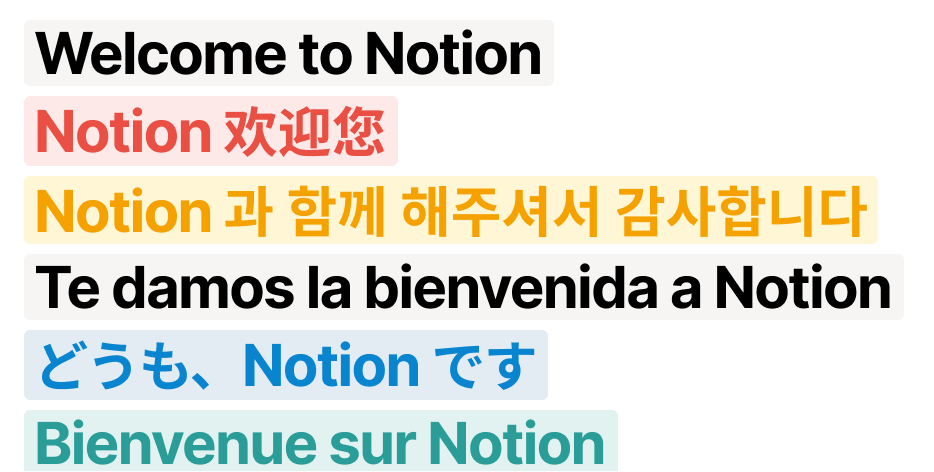 Welcome to Notion
Notion 欢迎您
Notion 과 함께 해주셔서 감사합니다
Te damos la bienvenida a Notion
どうも、Notion です
Bienvenue sur Notion